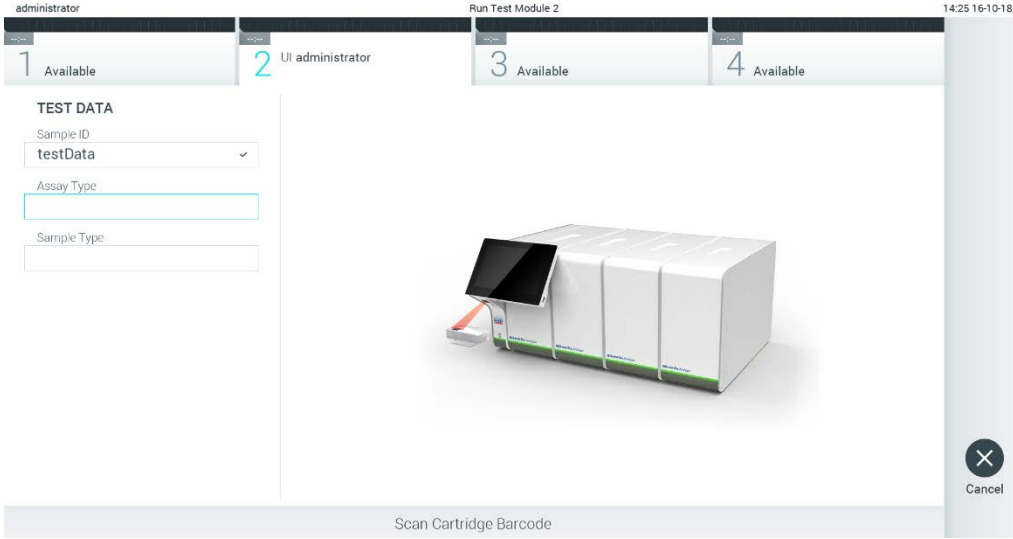 administrator
Run Test Module 2
14:25 16-10-18
--:--
--:--
--:--
--:--
1 Available
2 UI administrator
3 Available
4 Available
TEST DATA
Sample ID
testData
Assay Type
Sample Type
Cancel
Scan Cartridge Barcode